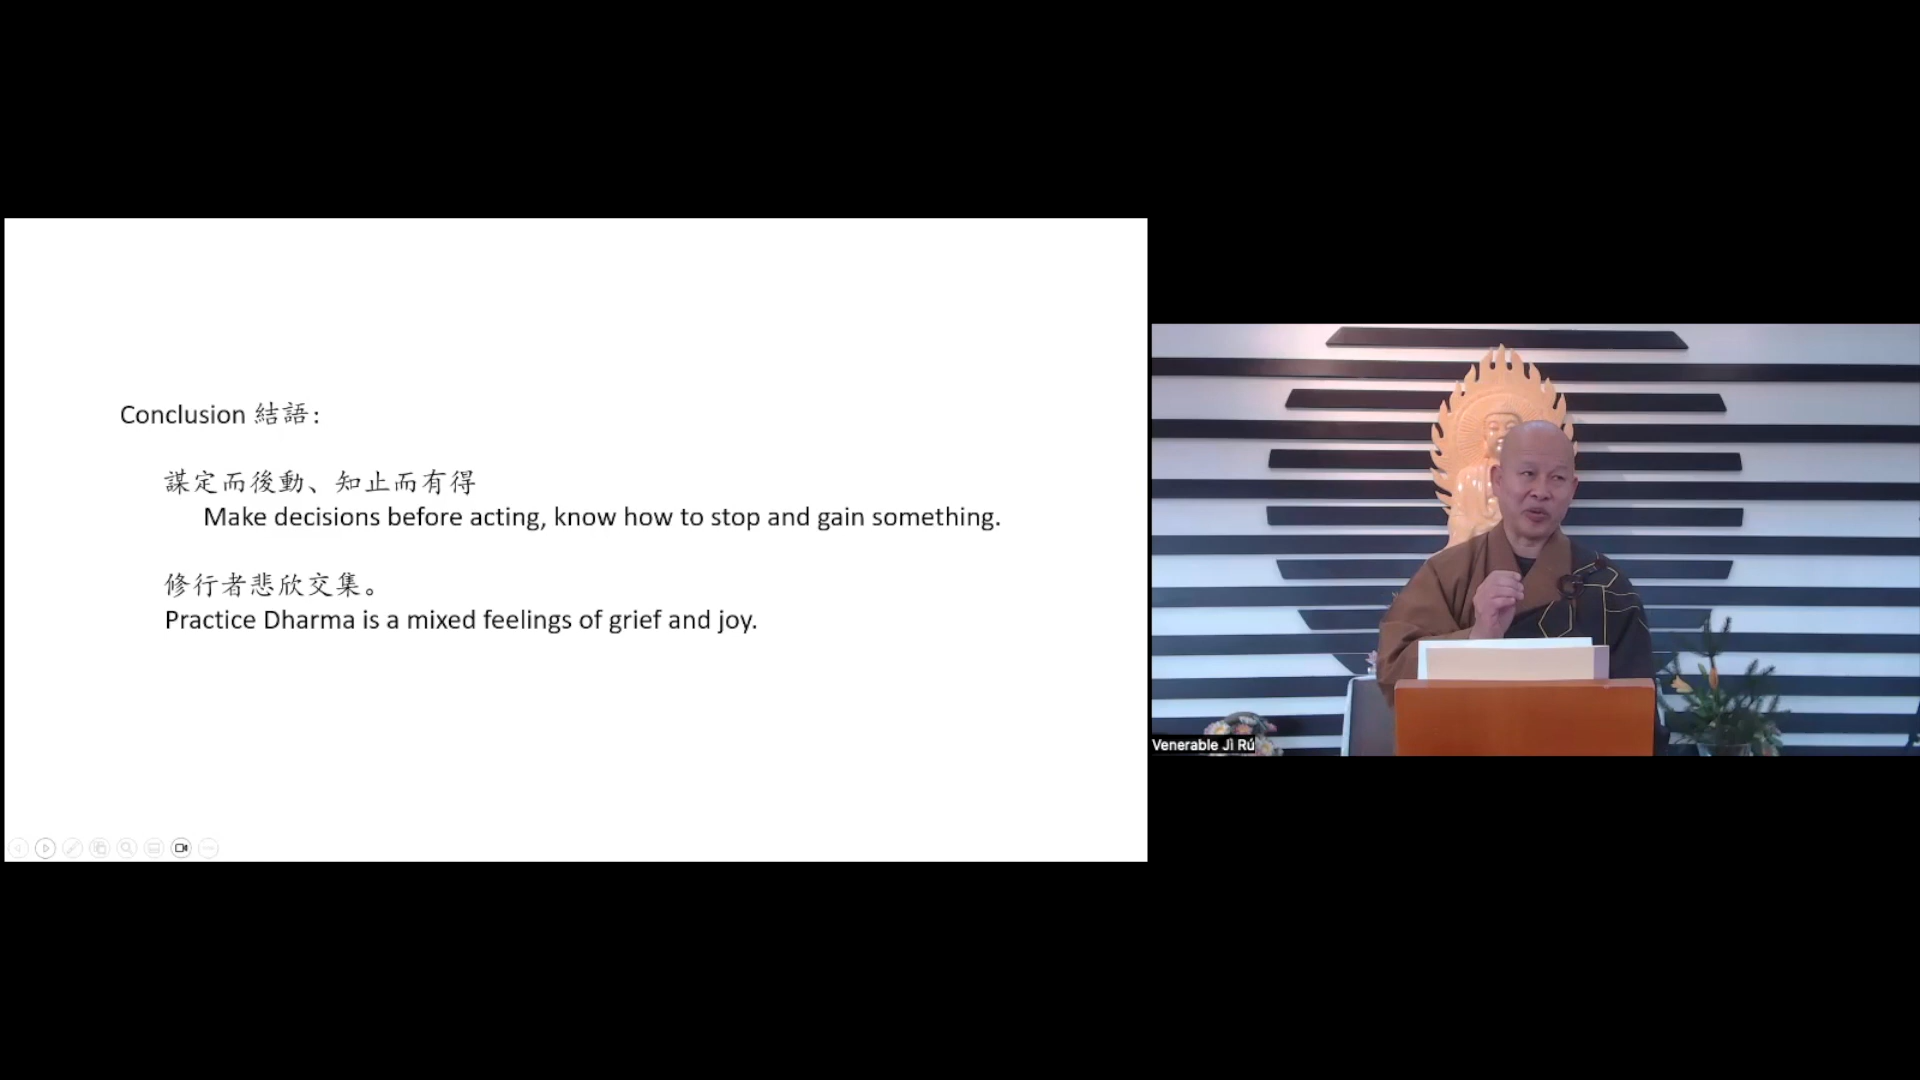 Conclusion 結語:
謀定而後動、知止而有得
Make decisions before acting, know how to stop and gain something.
修行者悲欣交集。
Practice Dharma is a mixed feelings of grief and joy.
Venerable Jì Rú